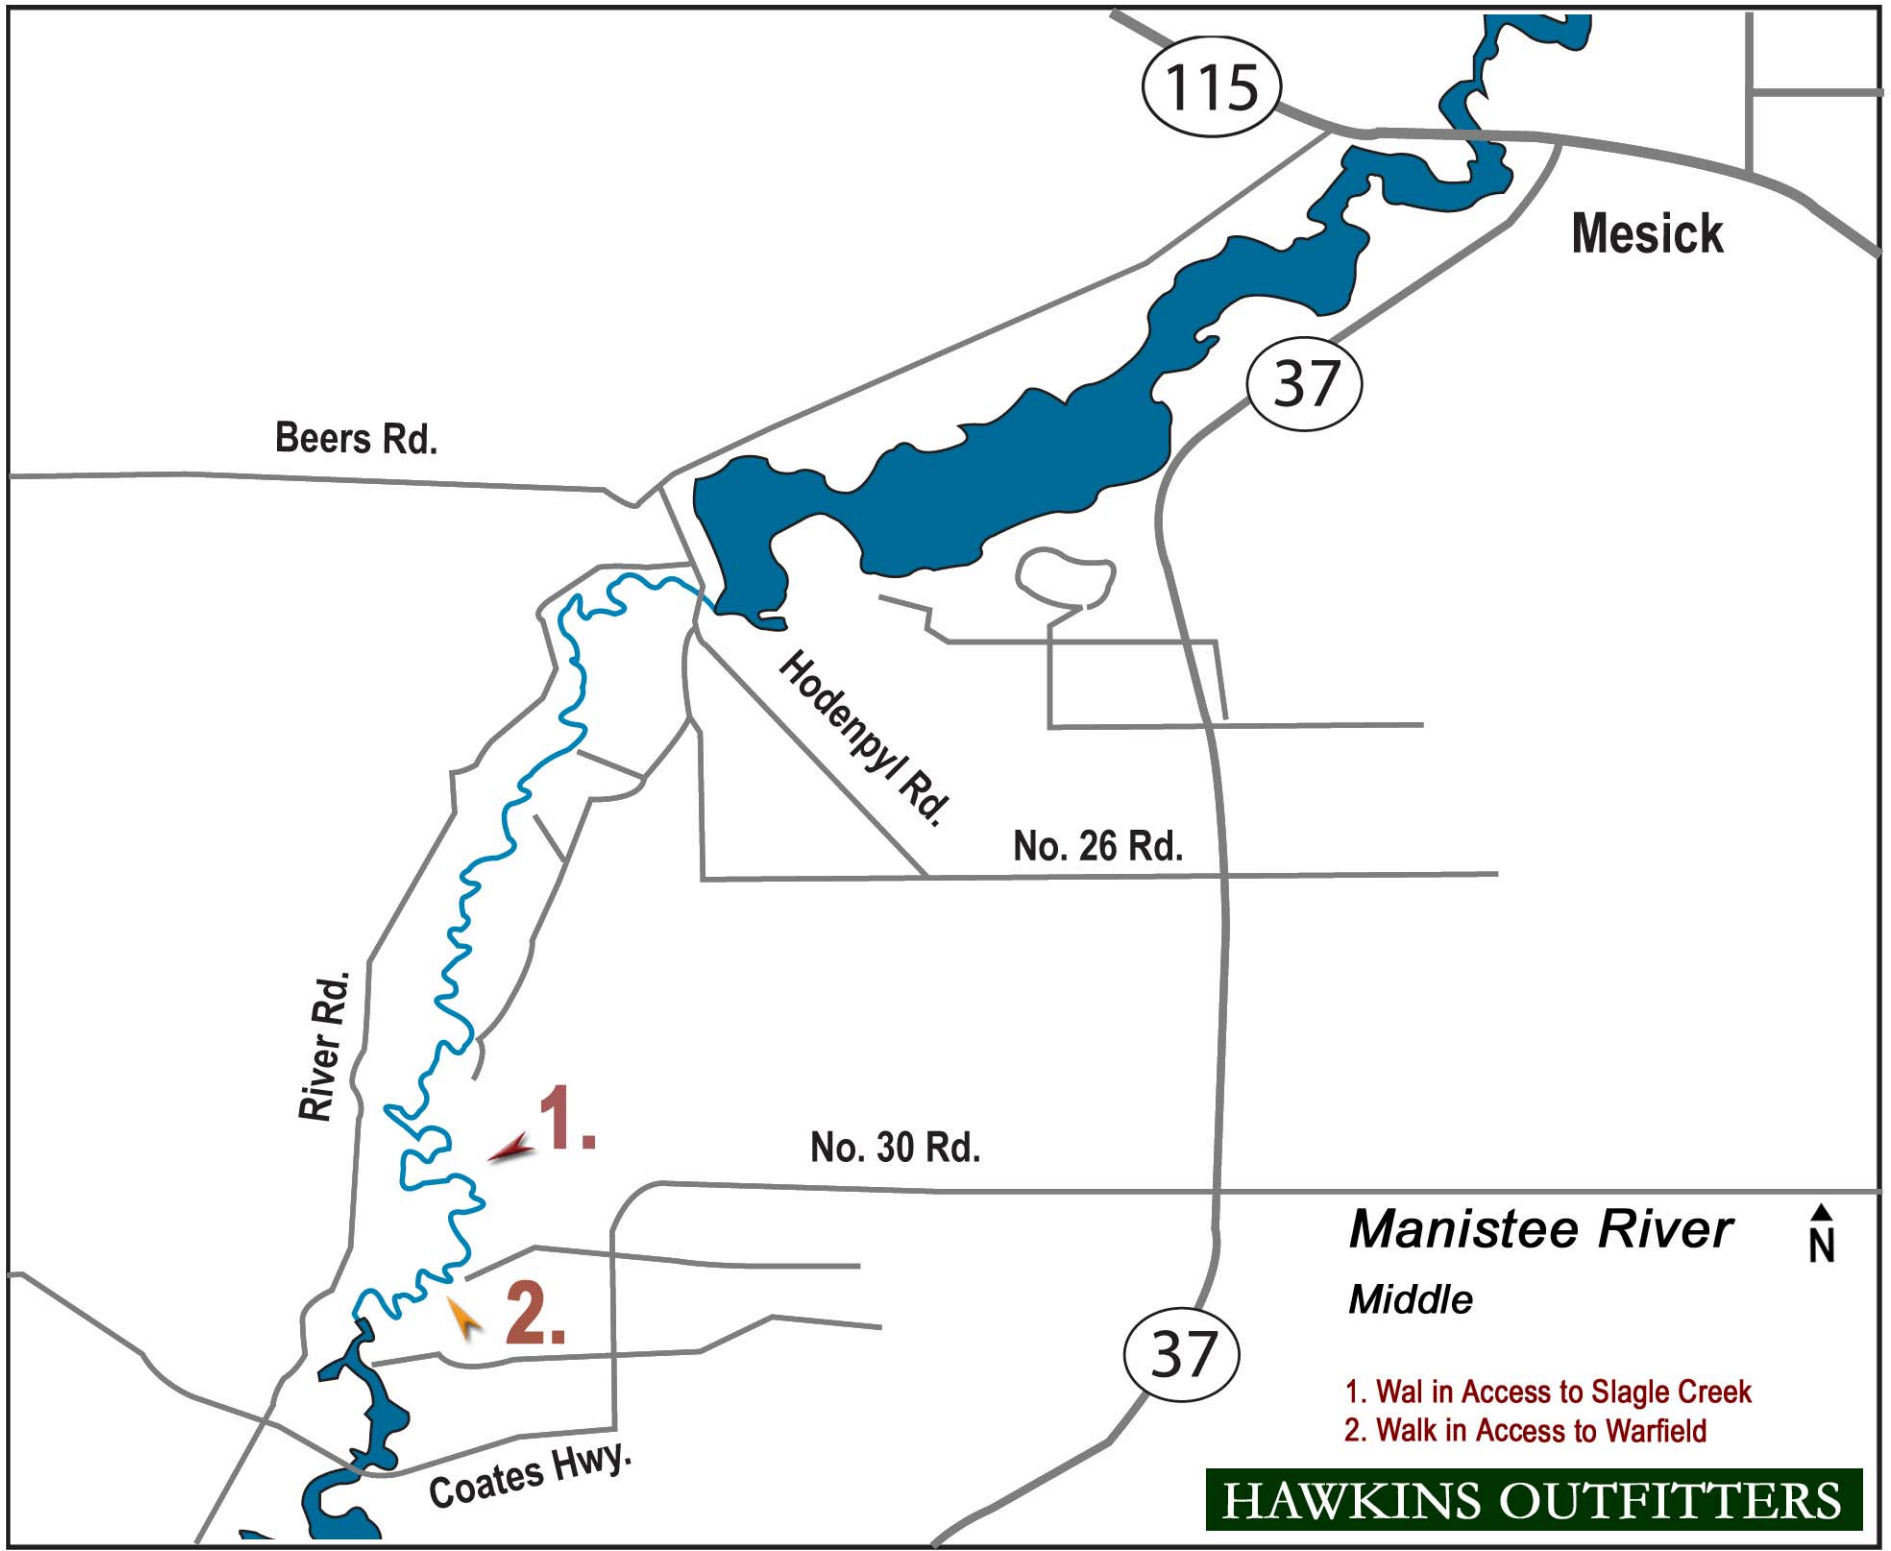 115
Mesick
37
Beers Rd.
Hodenpyl Rd.
No. 26 Rd.
River Rd.
1.
No. 30 Rd.
Manistee River
N
Middle
2.
37
1. Wal in Access to Slagle Creek
2. Walk in Access to Warfield
Coates Hwy.
HAWKINS OUTFITTERS